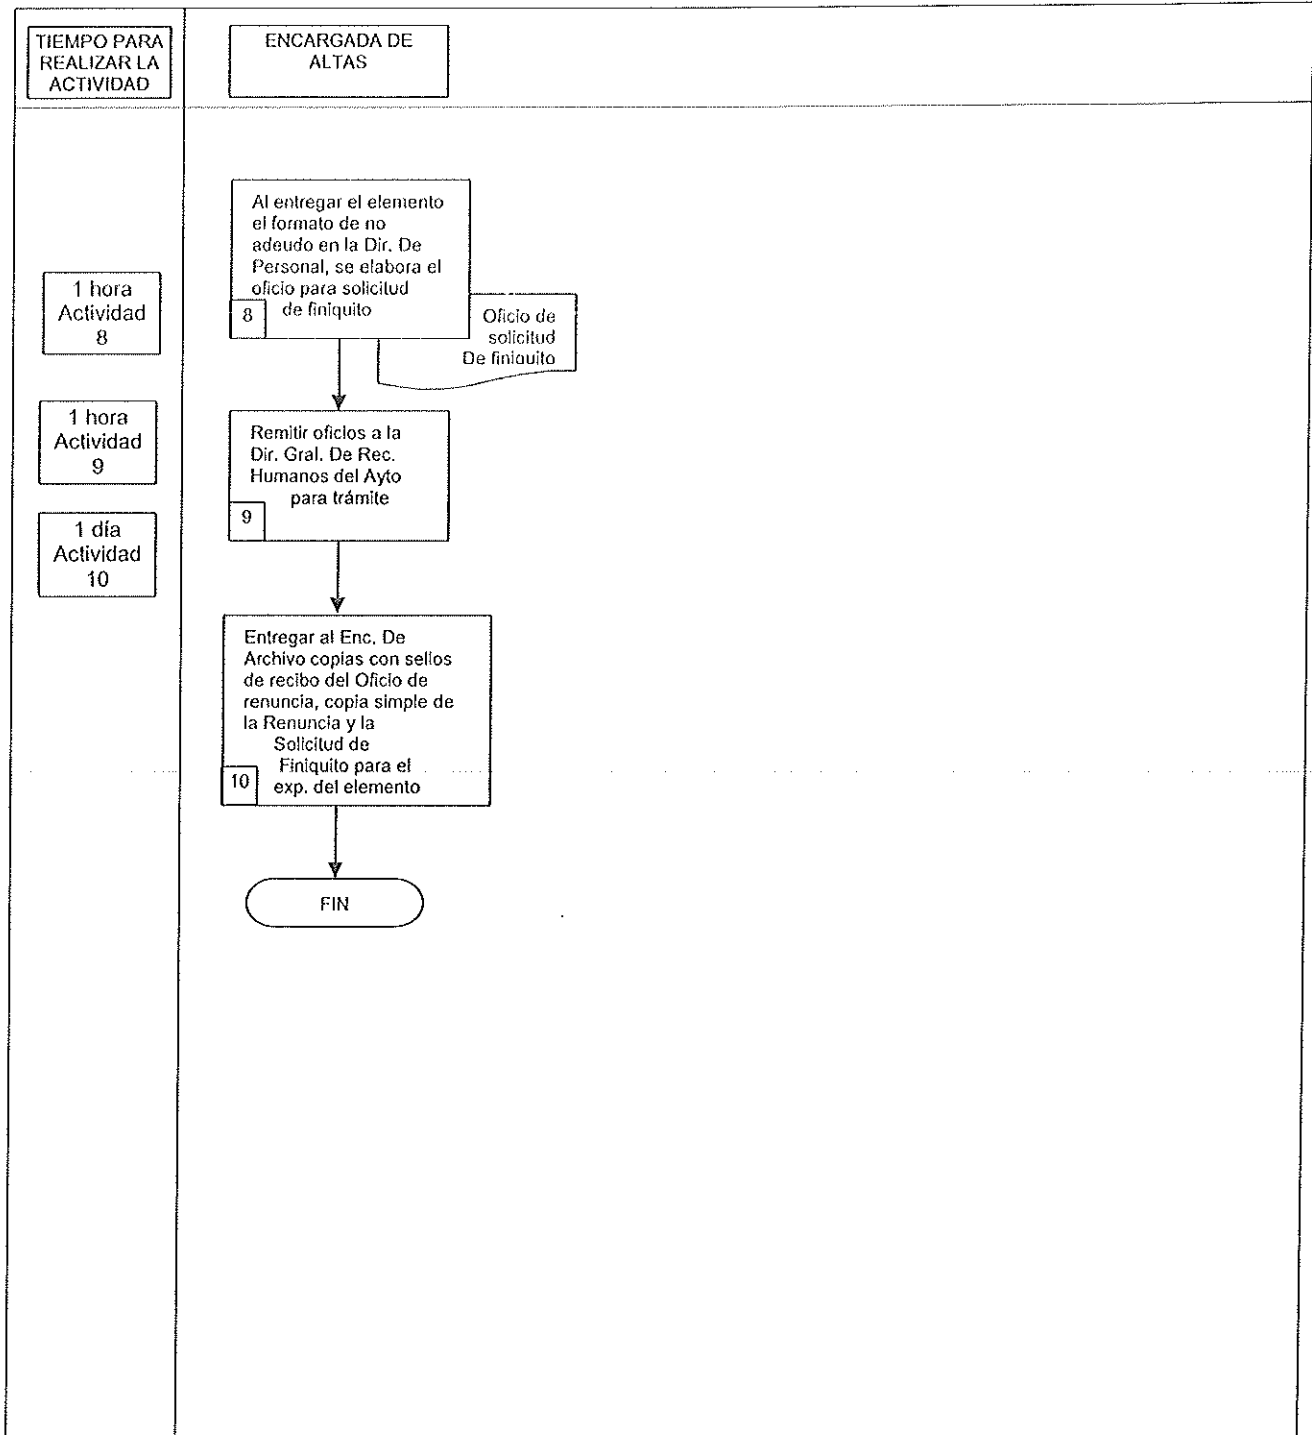 TIEMPO PARA
REALIZAR LA
ACTIVIDAD
ENCARGADA DE
ALTAS
Al entregar el elemento
el formato de no
adeudo en la Dir. De
Personal, se elabora el
oficio para solicitud
de finiquito
8
Oficio de
solicitud
De finiquito
1 hora
Actividad
8
1 hora
Actividad
9
Remitir oficios a la
Dir. Gral. De Rec.
Humanos del Ayto
para trámite
9
1 día
Actividad
10
Entregar al Enc. De
Archivo copias con sellos
de recibo del Oficio de
renuncia, copia simple de
la Renuncia y la
Solicitud de
Finiquito para el
exp. del elemento
10
FIN